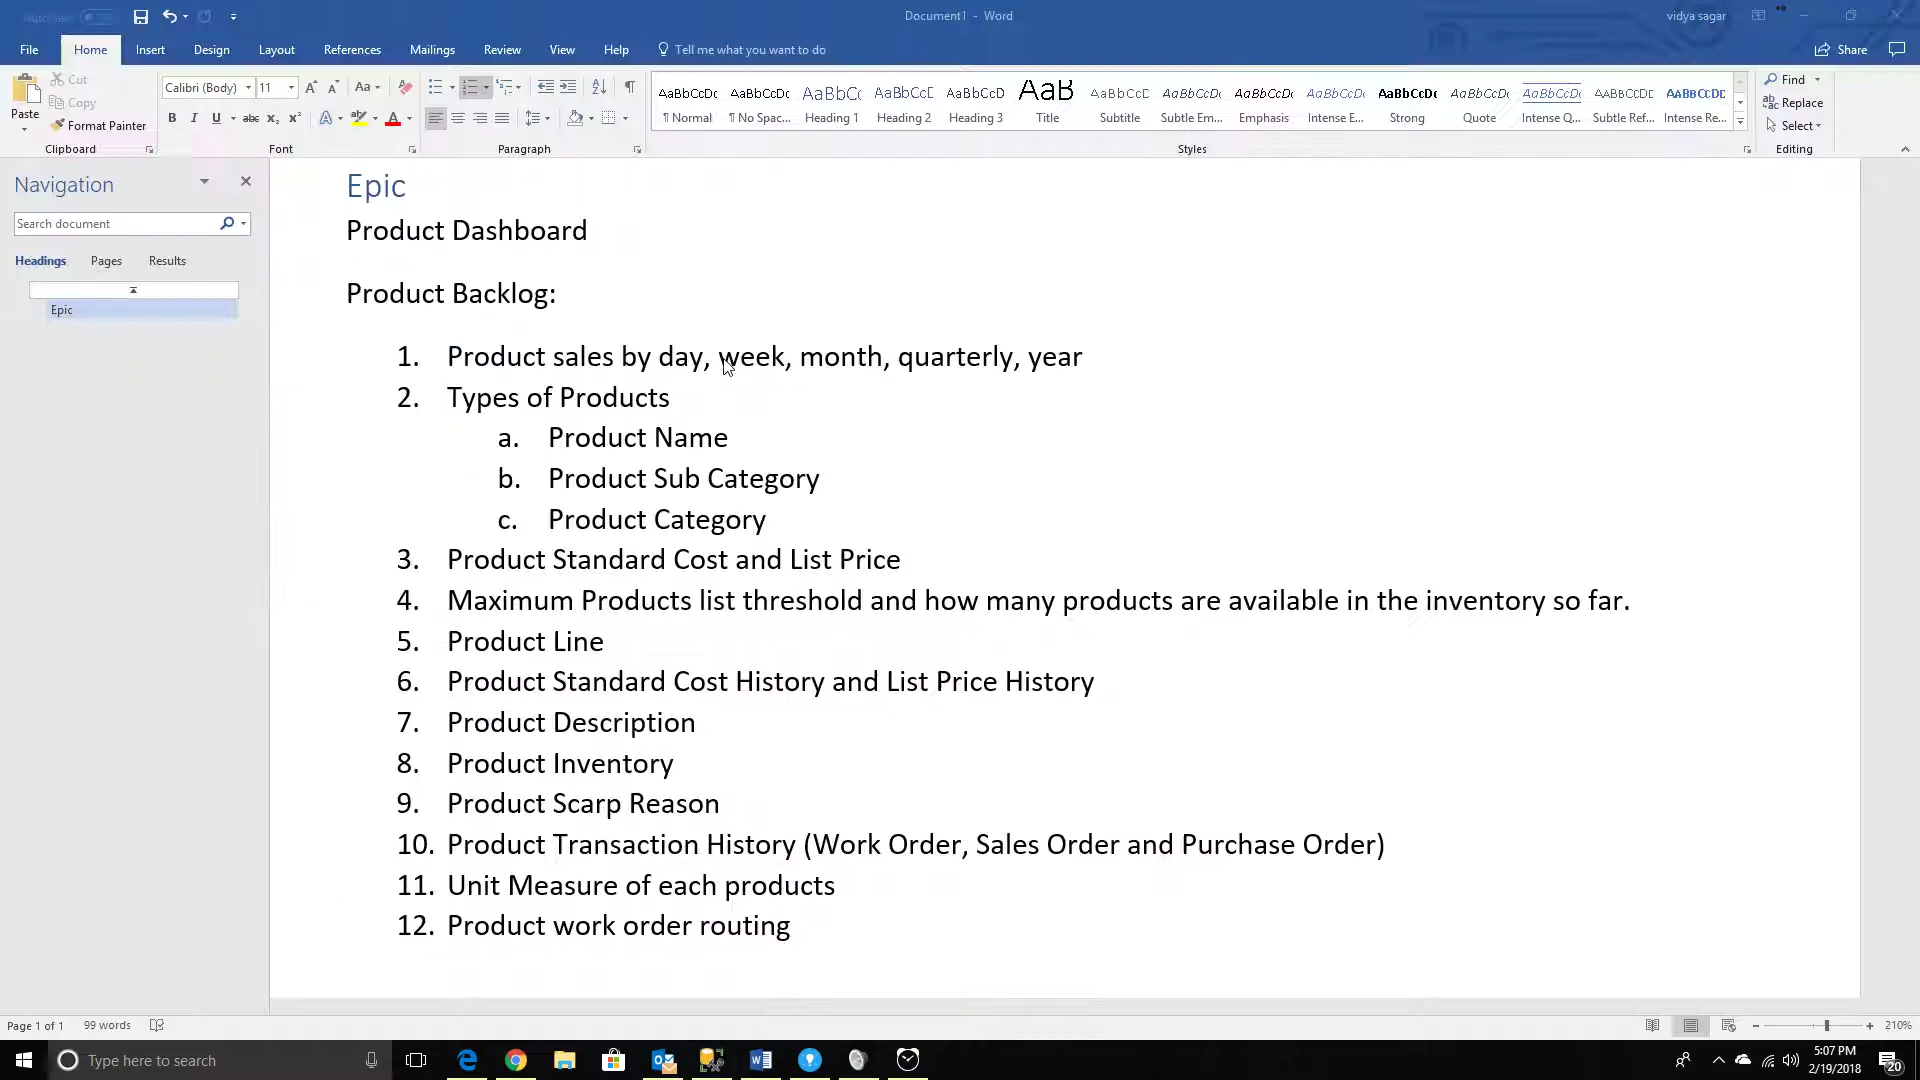 Document1 - Word
vidya sagar
File Home Insert Design Layout References Mailings Review View Help Tell me what you want to do
Share
Cut
Copy
Paste
Format Painter
Clipboard
Calibri (Body) 11
Font
Paragraph
AaBbCcDc AaBbCcDc AaBbC( AaBbCcE AaBbCcD AaB AaBbCcD AaBbCcDc AaBbCcDc AaBbCcDc AaBbCcDc AaBbCcDc AaBbCcDc AaBbCcDc AaBbCcDc
¶ Normal ¶ No Spac... Heading 1 Heading 2 Heading 3 Title Subtitle Subtle Em... Emphasis Intense E... Strong Quote Intense Q... Subtle Ref... Intense Re...
Styles
Find
Replace
Select
Editing
Navigation
Search document
Headings Pages Results
Epic
Epic
Product Dashboard
Product Backlog:
1. Product sales by day, week, month, quarterly, year
2. Types of Products
a. Product Name
b. Product Sub Category
c. Product Category
3. Product Standard Cost and List Price
4. Maximum Products list threshold and how many products are available in the inventory so far.
5. Product Line
6. Product Standard Cost History and List Price History
7. Product Description
8. Product Inventory
9. Product Scarp Reason
10. Product Transaction History (Work Order, Sales Order and Purchase Order)
11. Unit Measure of each products
12. Product work order routing
Page 1 of 1 99 words
210%
Type here to search
5:07 PM
2/19/2018
20